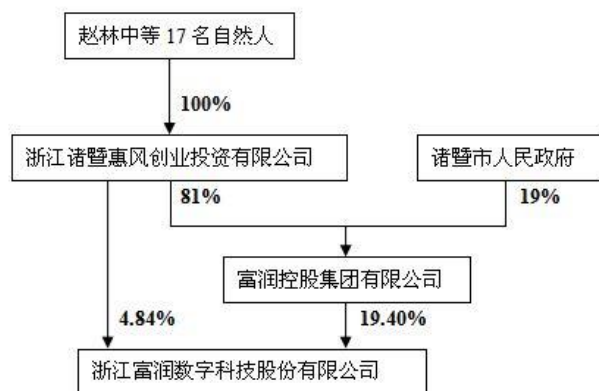 赵林中等 17 名自然人
100%
浙江诸暨惠风创业投资有限公司
诸暨市人民政府
81%
19%
富润控股集团有限公司
4.84%
19.40%
浙江富润数字科技股份有限公司